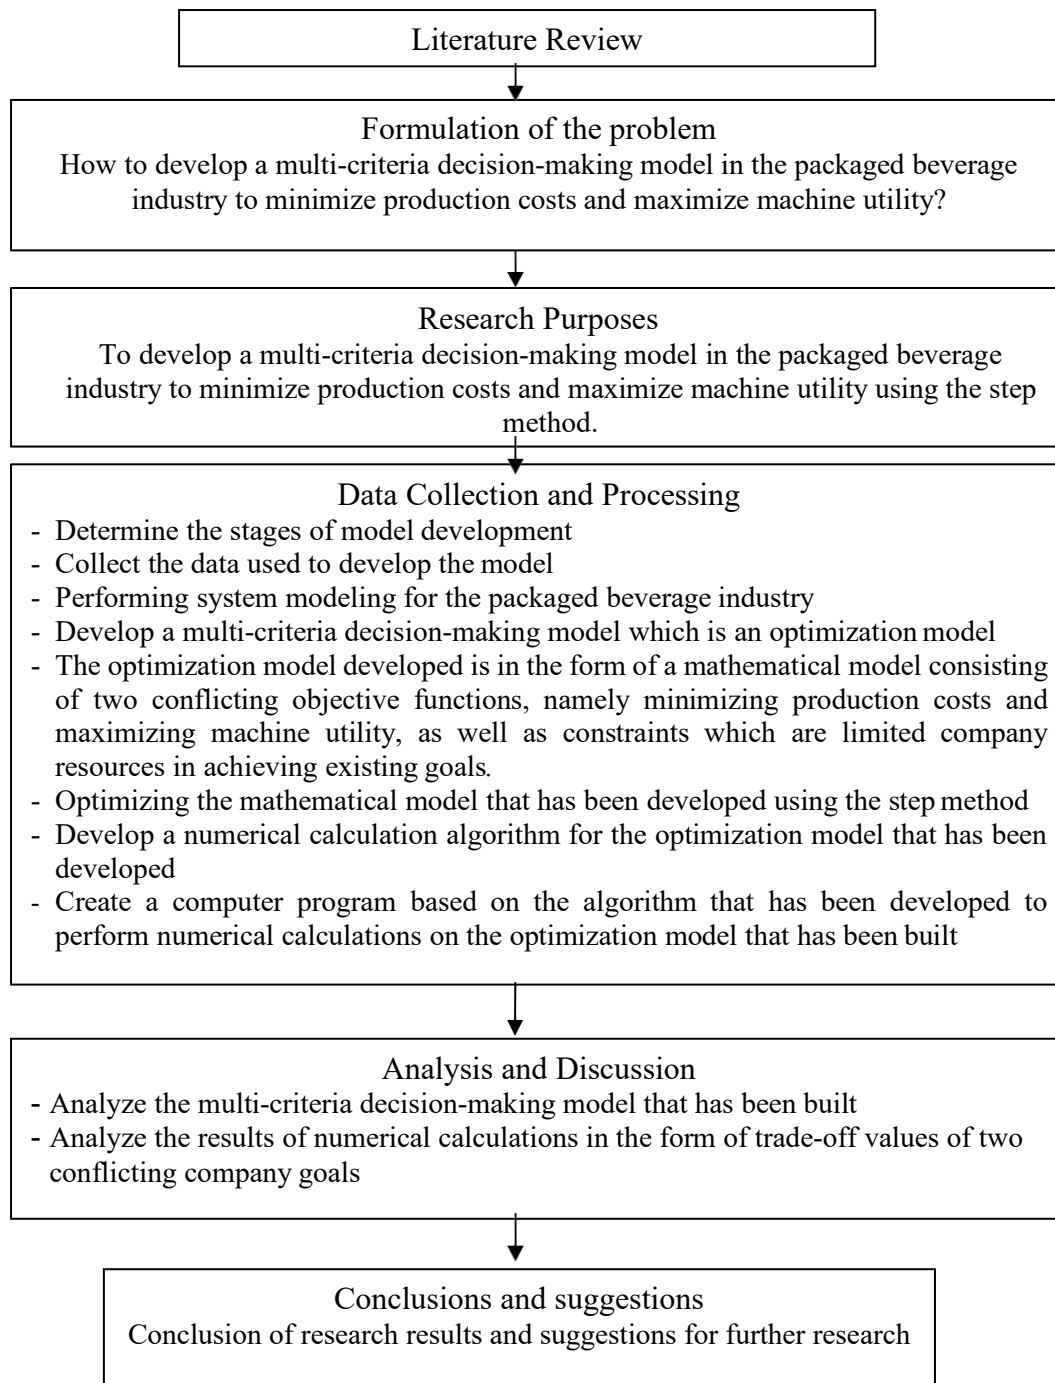 Literature Review
Formulation of the problem
How to develop a multi-criteria decision-making model in the packaged beverage
industry to minimize production costs and maximize machine utility?
Research Purposes
To develop a multi-criteria decision-making model in the packaged beverage
industry to minimize production costs and maximize machine utility using the step
method.
Data Collection and Processing
- Determine the stages of model development
- Collect the data used to develop the model
- Performing system modeling for the packaged beverage industry
- Develop a multi-criteria decision-making model which is an optimization model
- The optimization model developed is in the form of a mathematical model consisting
of two conflicting objective functions, namely minimizing production costs and
maximizing machine utility, as well as constraints which are limited company
resources in achieving existing goals.
- Optimizing the mathematical model that has been developed using the step method
- Develop a numerical calculation algorithm for the optimization model that has been
developed
- Create a computer program based on the algorithm that has been developed to
perform numerical calculations on the optimization model that has been built
Analysis and Discussion
- Analyze the multi-criteria decision-making model that has been built
- Analyze the results of numerical calculations in the form of trade-off values of two
conflicting company goals
Conclusions and suggestions
Conclusion of research results and suggestions for further research